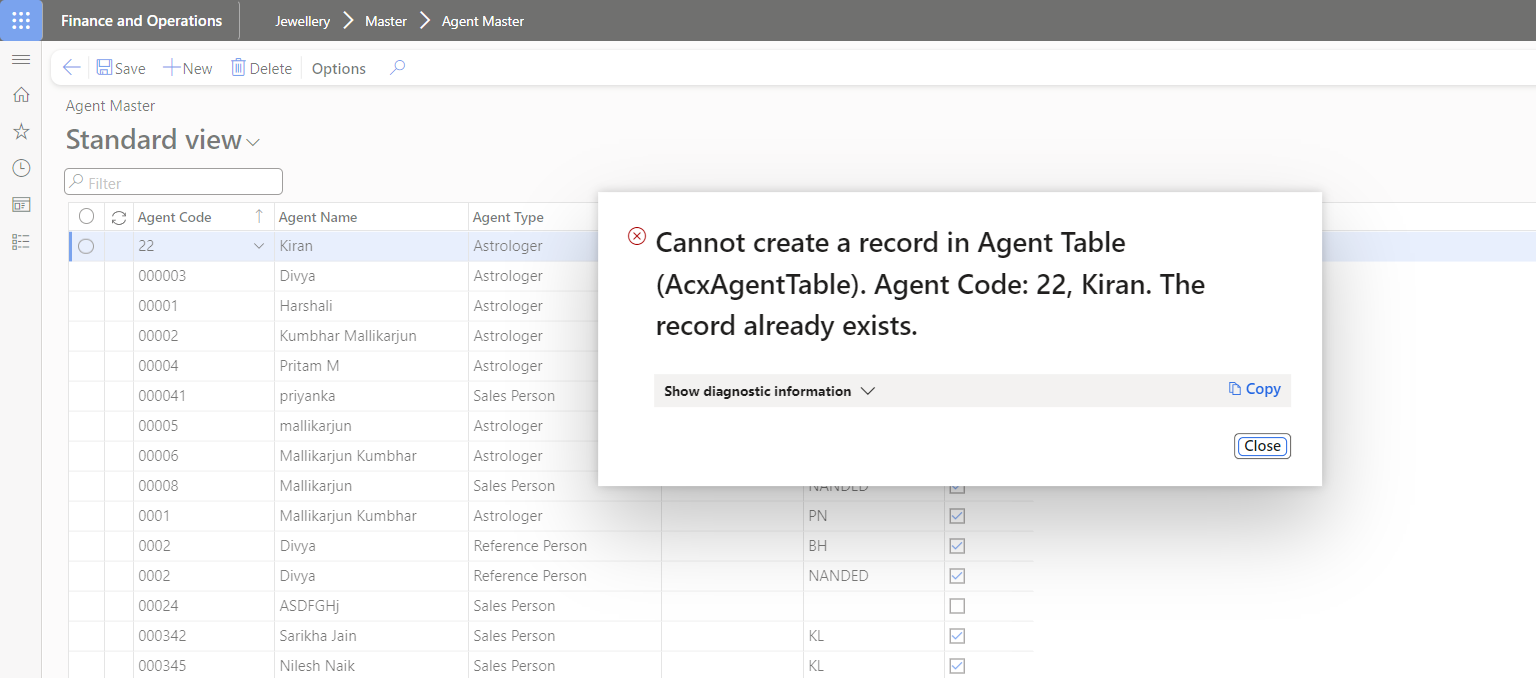 Finance and Operations Jewellery Master Agent Master
Save New Delete Options
Agent Master
Standard view
Filter
Agent Code Agent Name Agent Type
22 Kiran Astrologer
000003 Divya Astrologer
00001 Harshali Astrologer
00002 Kumbhar Mallikarjun Astrologer
00004 Pritam M Astrologer
000041 priyanka Sales Person
00005 mallikarjun Astrologer
00006 Mallikarjun Kumbhar Astrologer
00008 Mallikarjun Sales Person NANDED
0001 Mallikarjun Kumbhar Astrologer PN
0002 Divya Reference Person BH
0002 Divya Reference Person NANDED
00024 ASDFGHj Sales Person
000342 Sarikha Jain Sales Person KL
000345 Nilesh Naik Sales Person KL
Cannot create a record in Agent Table
(AcxAgentTable). Agent Code: 22, Kiran. The
record already exists.
Show diagnostic information Copy
Close